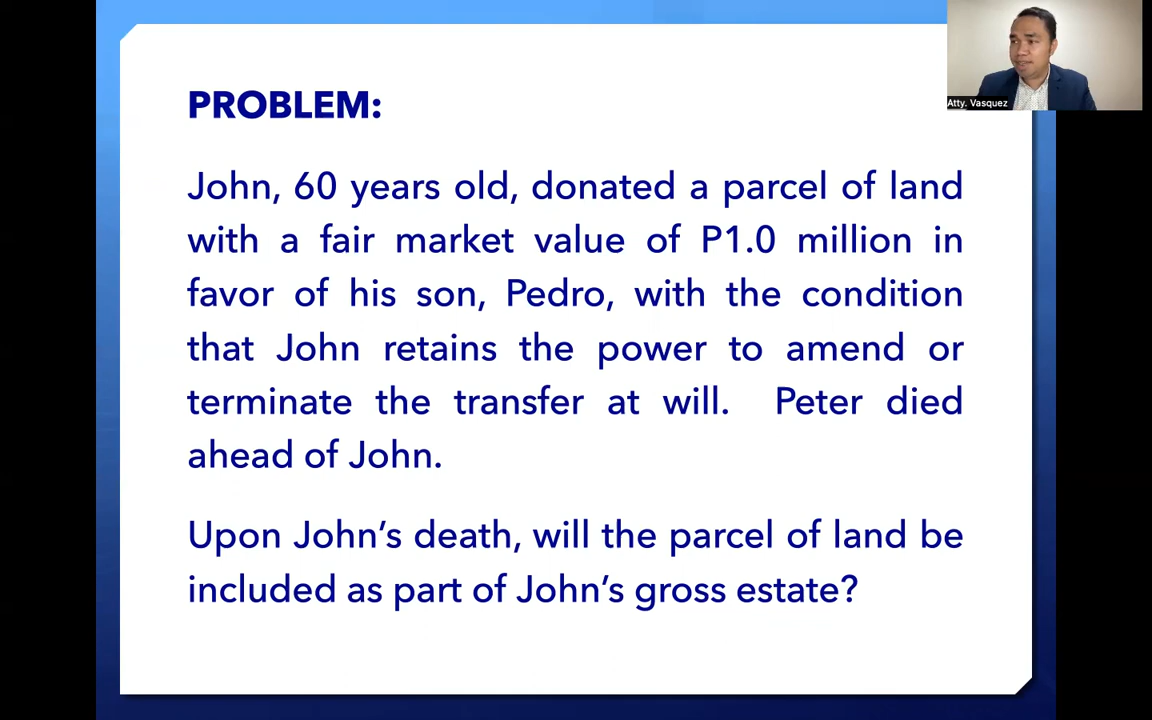 Atty. Vasquez
PROBLEM:
John, 60 years old, donated a parcel of land
with a fair market value of P1.0 million in
favor of his son, Pedro, with the condition
that John retains the power to amend or
terminate the transfer at will. Peter died
ahead of John.
Upon John’s death, will the parcel of land be
included as part of John’s gross estate?